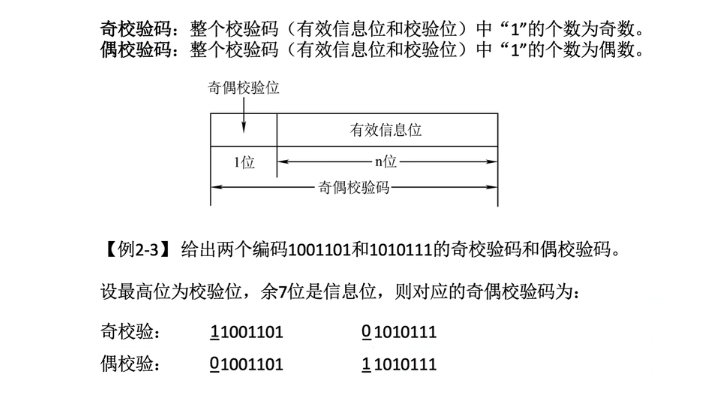 奇校验码：整个校验码（有效信息位和校验位）中“1”的个数为奇数。
偶校验码：整个校验码（有效信息位和校验位）中“1”的个数为偶数。
奇偶校验位
有效信息位
1位
n位
奇偶校验码
【例2-3】 给出两个编码1001101和1010111的奇校验码和偶校验码。
设最高位为校验位，余7位是信息位，则对应的奇偶校验码为：
奇校验： 11001101 01010111
偶校验： 01001101 11010111